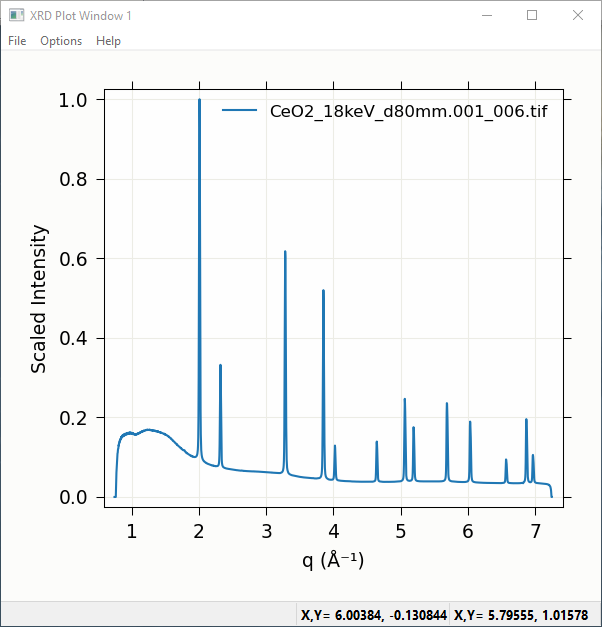 XRD Plot Window 1
File Options Help
CeO2_18keV_d80mm.001_006.tif
1.0
0.8
0.6
0.4
0.2
0.0
Scaled Intensity
1 2 3 4 5 6 7
q (Å⁻¹)
X,Y= 6.00384, -0.130844 X,Y= 5.79555, 1.01578